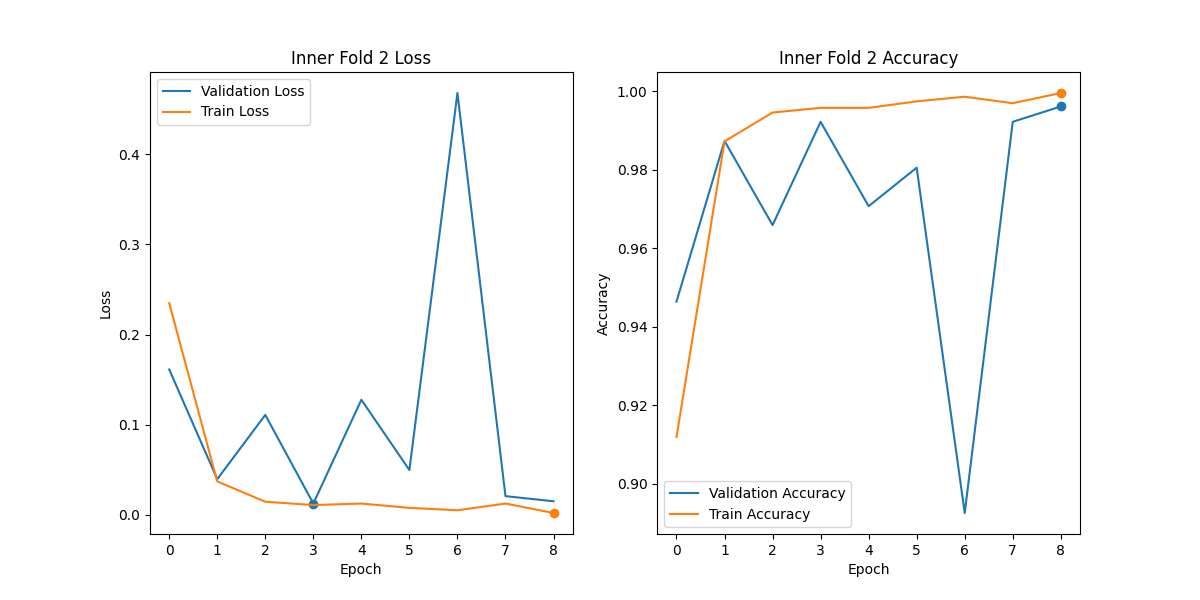 Inner Fold 2 Loss
Validation Loss
Train Loss
Loss
0.4
0.3
0.2
0.1
0.0
0 1 2 3 4 5 6 7 8
Epoch
Inner Fold 2 Accuracy
Accuracy
1.00
0.98
0.96
0.94
0.92
0.90
Validation Accuracy
Train Accuracy
0 1 2 3 4 5 6 7 8
Epoch